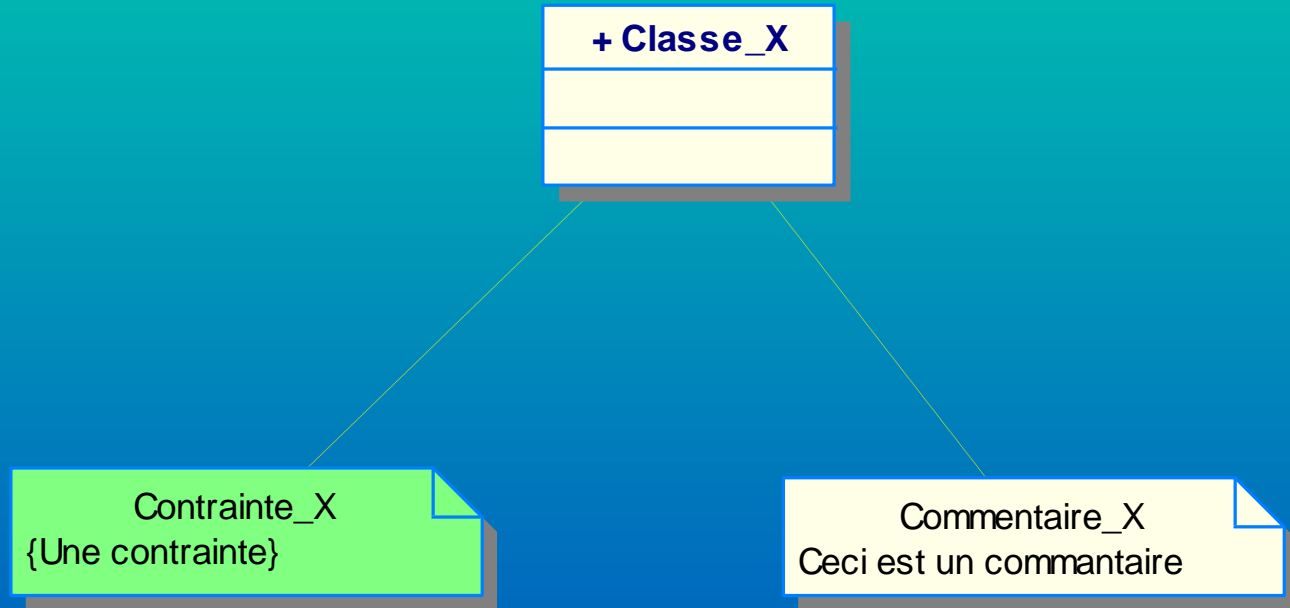 + Classe_X
Contrainte_X
{Une contrainte}
Commentaire_X
Ceci est un commantaire